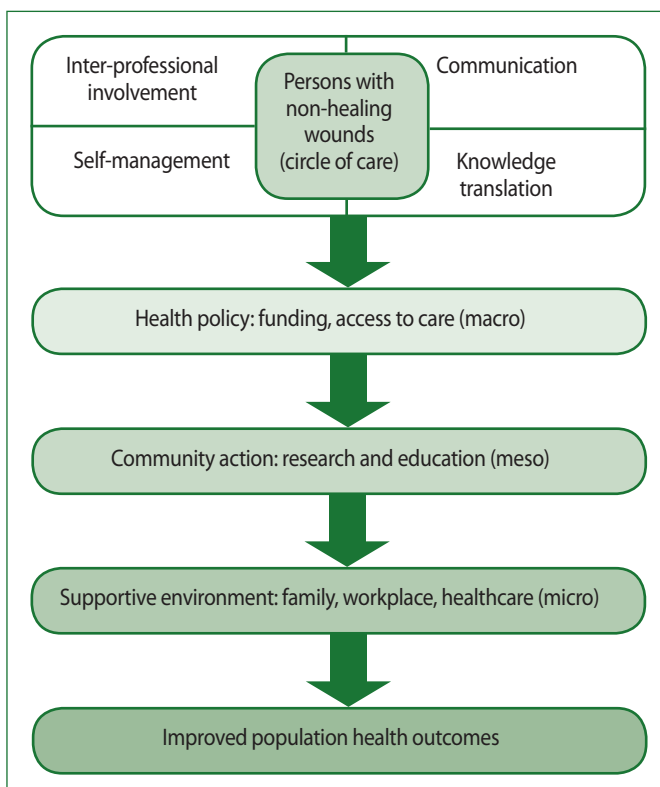 Inter-professional
involvement
Persons with
non-healing
wounds
(circle of care)
Communication
Self-management
Knowledge
translation
Health policy: funding, access to care (macro)
Community action: research and education (meso)
Supportive environment: family, workplace, healthcare (micro)
Improved population health outcomes